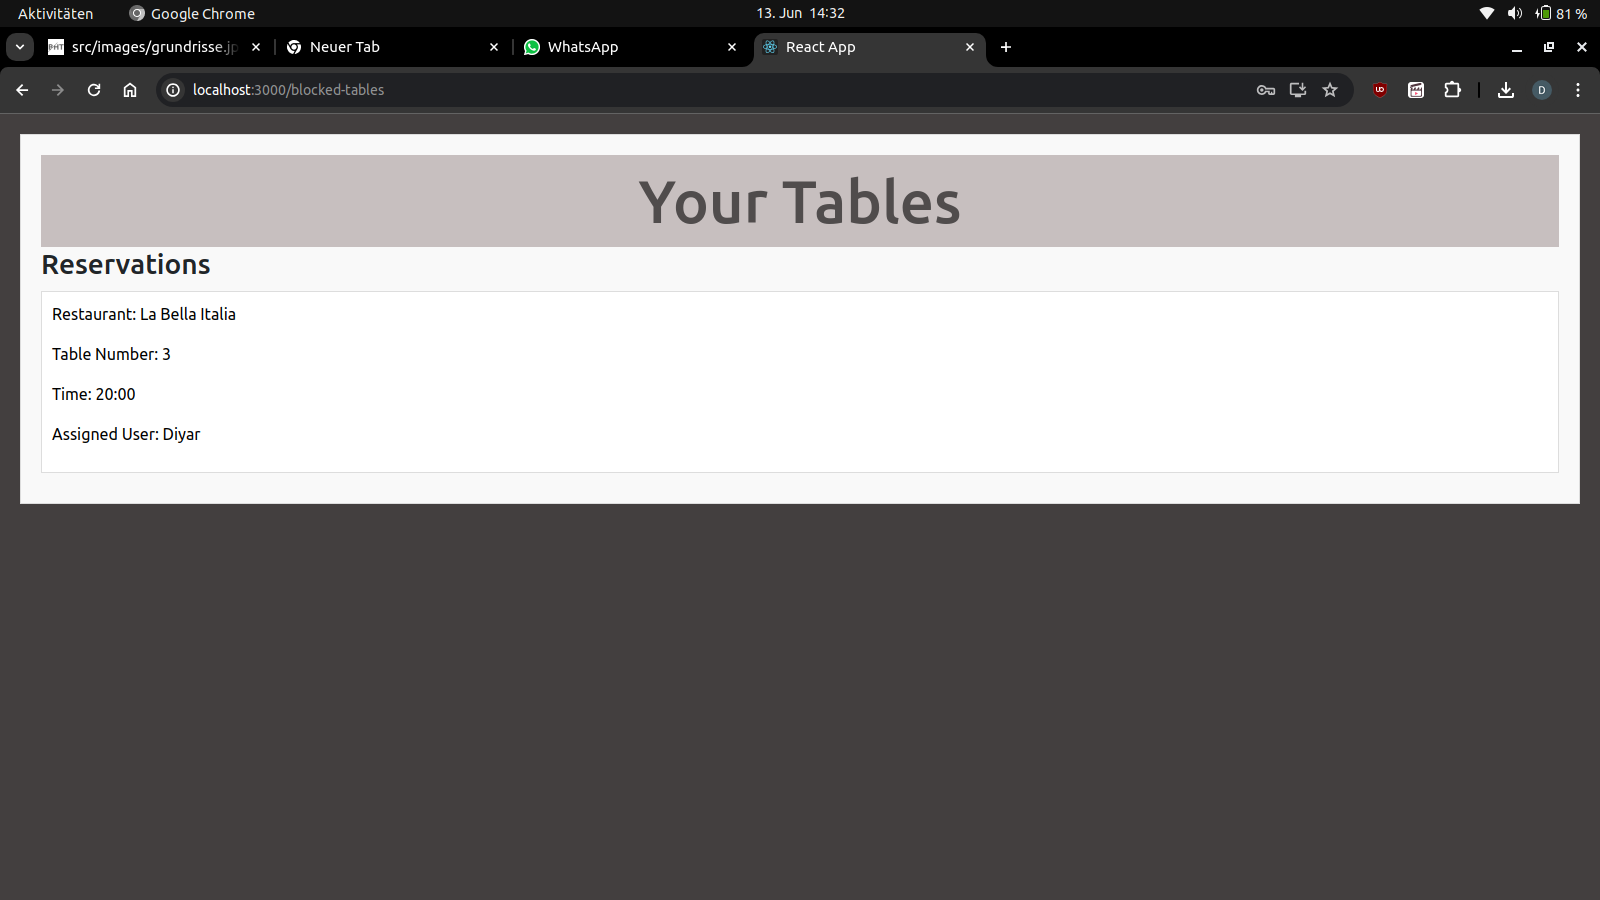 Aktivitäten
Google Chrome
13. Jun 14:32
81 %
src/images/grundrisse.jp
Neuer Tab
WhatsApp
React App
localhost:3000/blocked-tables
D
Your Tables
Reservations
Restaurant: La Bella Italia
Table Number: 3
Time: 20:00
Assigned User: Diyar